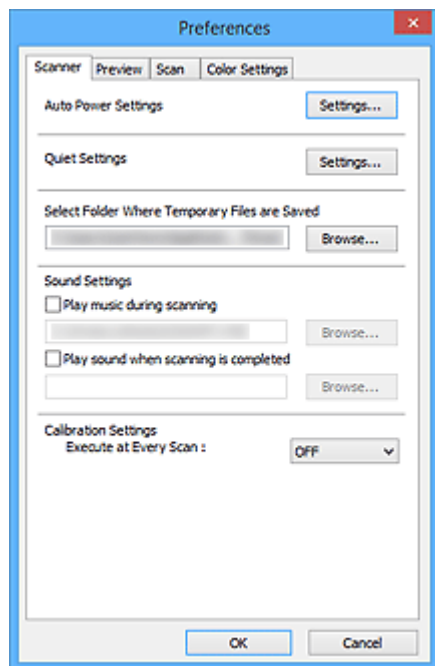 Preferences
Scanner Preview Scan Color Settings
Auto Power Settings Settings...
Quiet Settings Settings...
Select Folder Where Temporary Files are Saved
Browse...
Sound Settings
Play music during scanning
Browse...
Play sound when scanning is completed
Browse...
Calibration Settings
Execute at Every Scan : OFF
OK Cancel